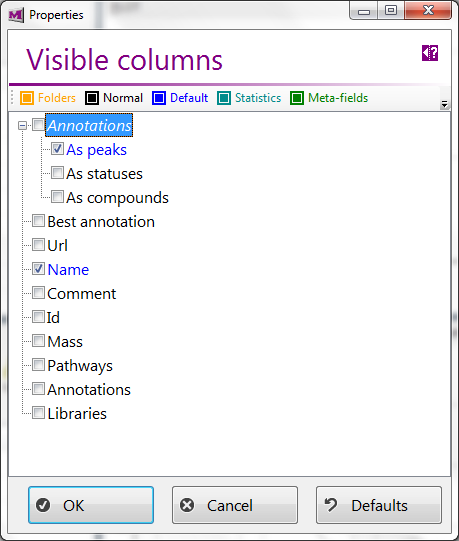 Properties
Visible columns
Folders Normal Default Statistics Meta-fields
Annotations
As peaks
As statuses
As compounds
Best annotation
Url
Name
Comment
Id
Mass
Pathways
Annotations
Libraries
OK Cancel Defaults